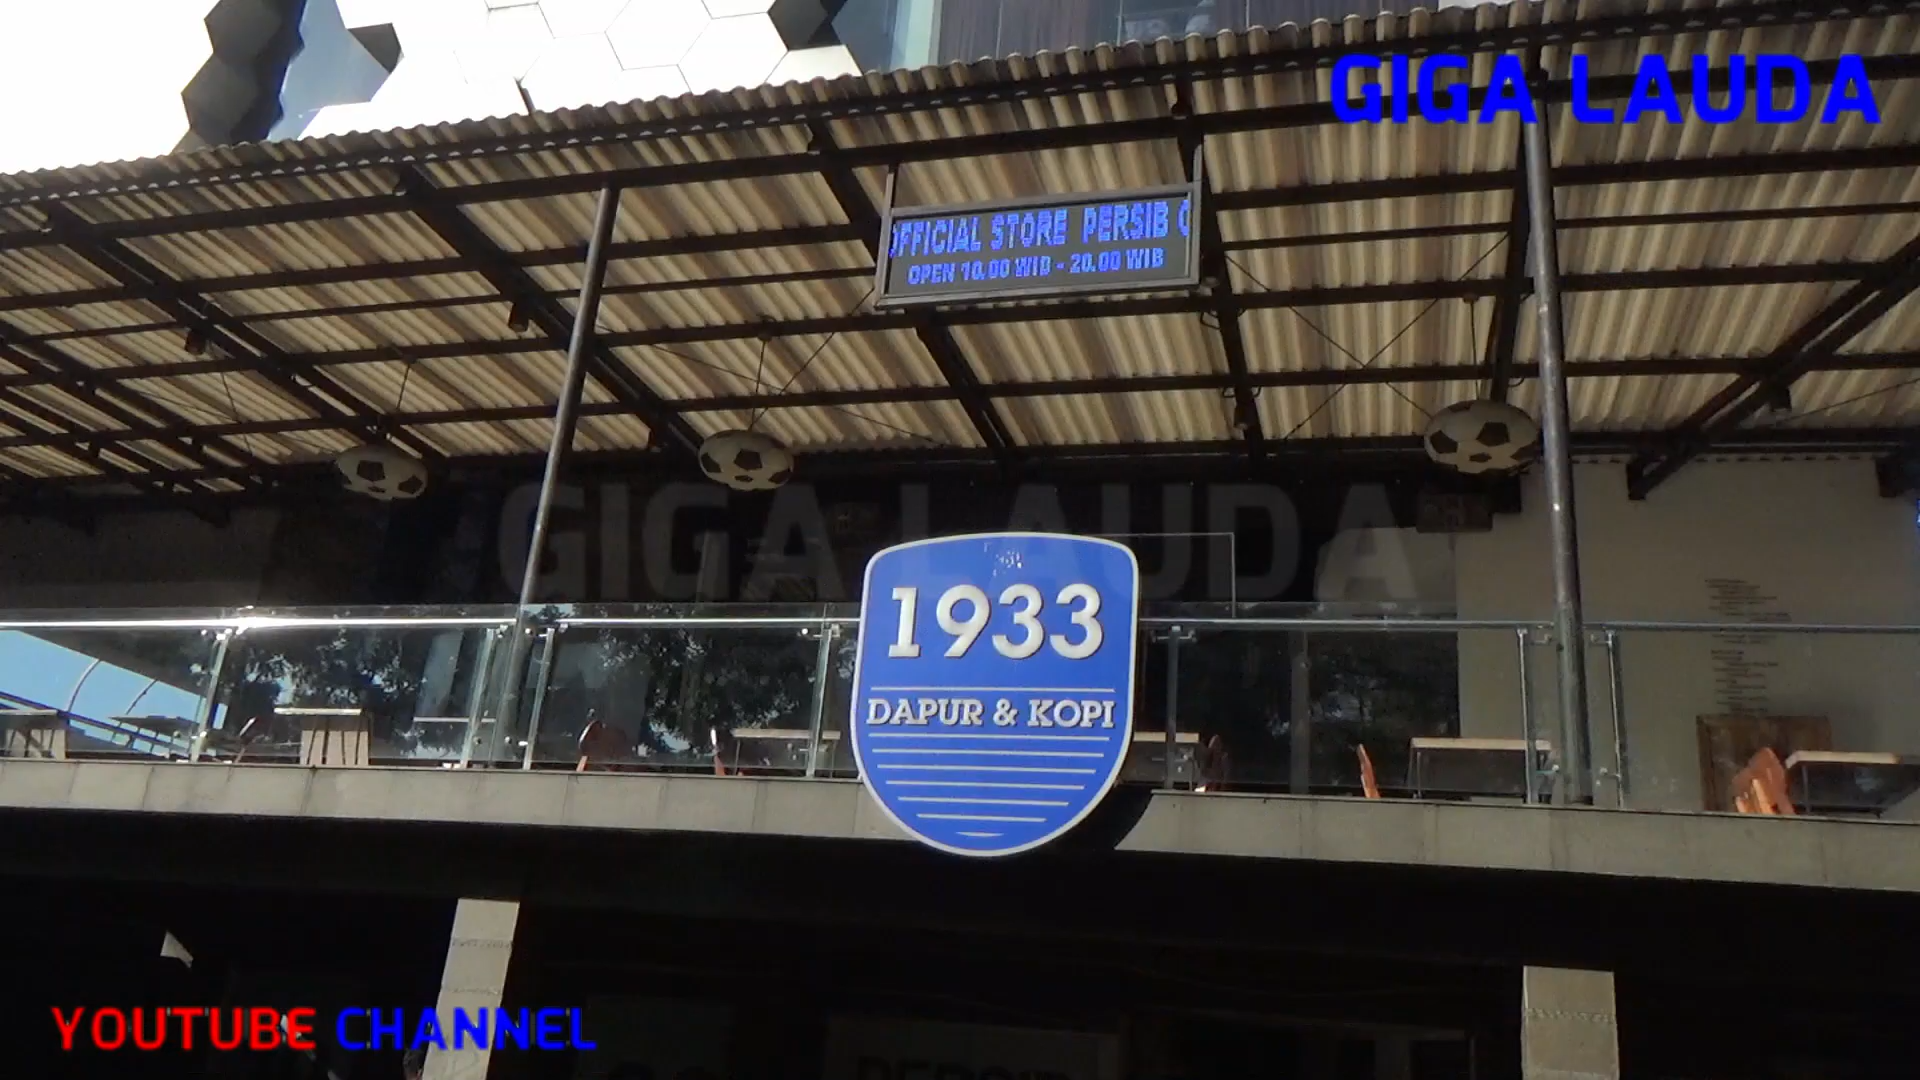 GIGA LAUDA
OFFICIAL STORE PERSIB
OPEN 10.00 WIB - 20.00 WIB
GIGA LAUDA
1933
DAPUR & KOPI
YOUTUBE CHANNEL